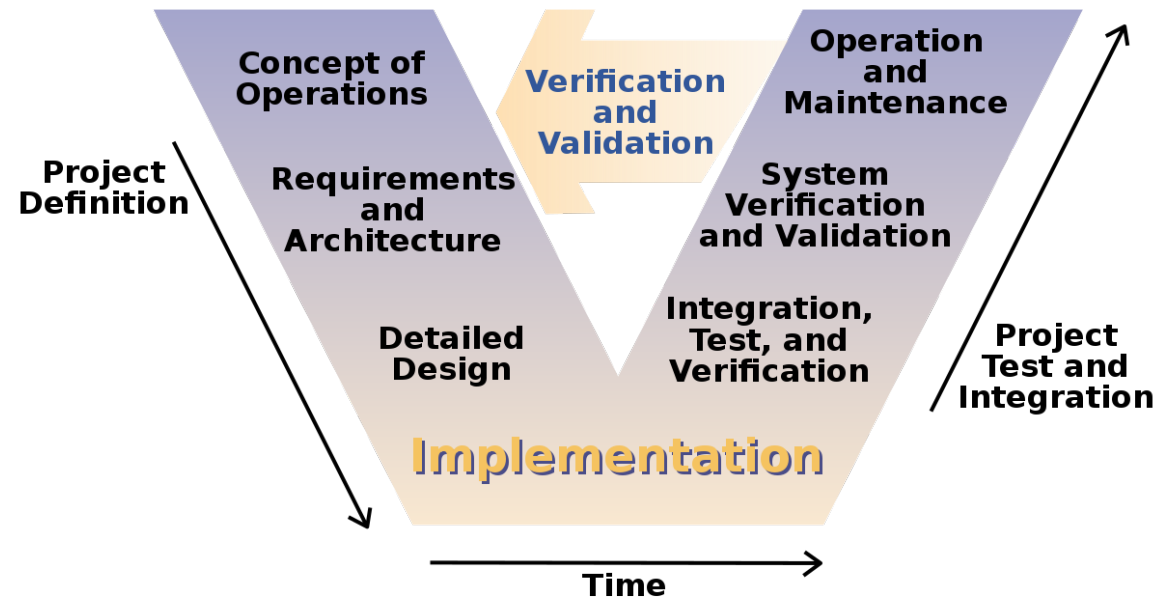 Concept of
Operations
Verification
and
Validation
Operation
and
Maintenance
Project
Definition
Requirements
and
Architecture
System
Verification
and Validation
Detailed
Design
Integration,
Test, and
Verification
Project
Test and
Integration
Implementation
Time